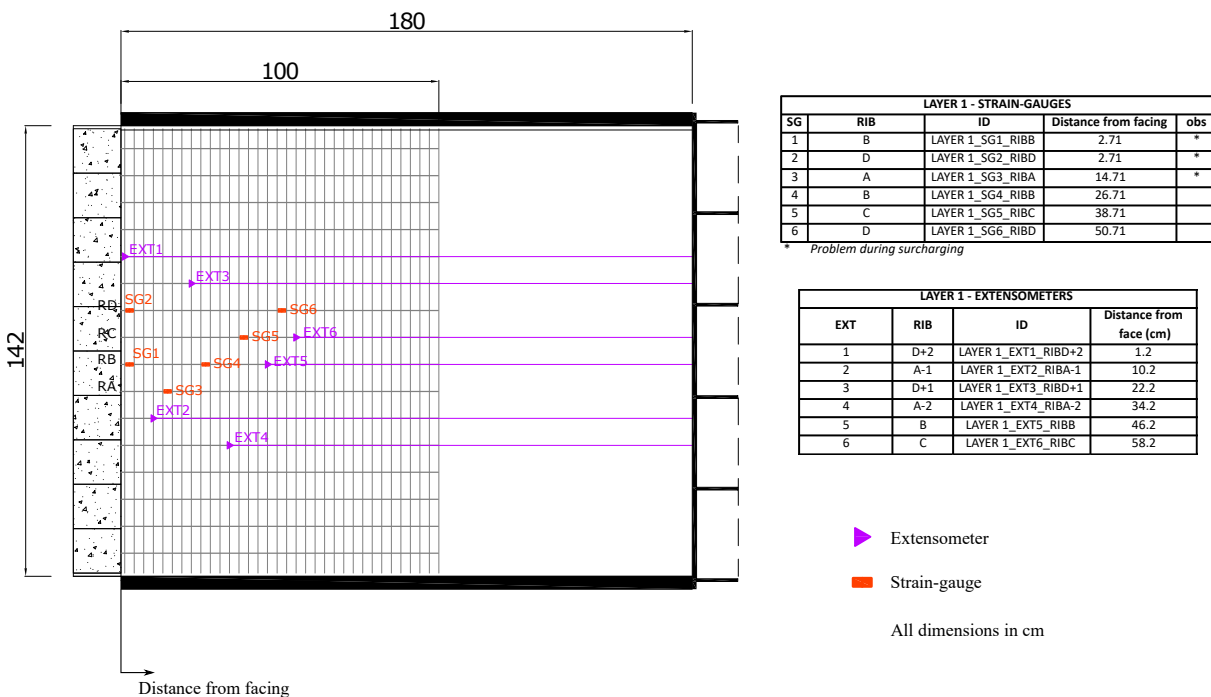 180
100
142
EXT1
EXT3
RD
SG2
SG6
RC
SG5
EXT6
RB
SG1
SG4
EXT5
RA
SG3
EXT2
EXT4
Distance from facing
LAYER 1 - STRAIN-GAUGES
SG RIB ID Distance from facing obs
1 B LAYER 1_SG1_RIBB 2.71 *
2 D LAYER 1_SG2_RIBD 2.71 *
3 A LAYER 1_SG3_RIBA 14.71 *
4 B LAYER 1_SG4_RIBB 26.71
5 C LAYER 1_SG5_RIBC 38.71
6 D LAYER 1_SG6_RIBD 50.71
* Problem during surcharging
LAYER 1 - EXTENSOMETERS
EXT RIB ID Distance from
face (cm)
1 D+2 LAYER 1_EXT1_RIBD+2 1.2
2 A-1 LAYER 1_EXT2_RIBA-1 10.2
3 D+1 LAYER 1_EXT3_RIBD+1 22.2
4 A-2 LAYER 1_EXT4_RIBA-2 34.2
5 B LAYER 1_EXT5_RIBB 46.2
6 C LAYER 1_EXT6_RIBC 58.2
Extensometer
Strain-gauge
All dimensions in cm